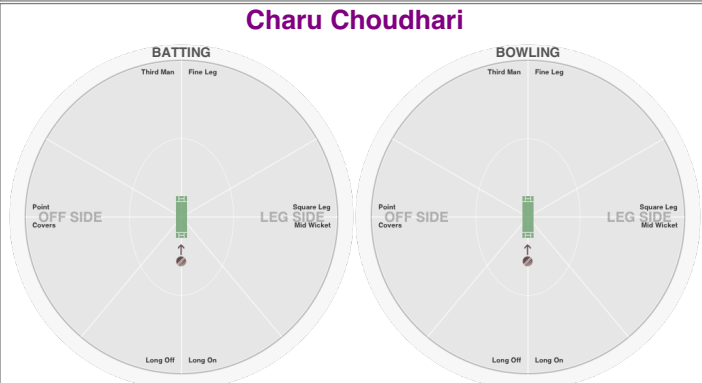 Charu Choudhari
BATTING
Third Man
Fine Leg
Point
OFF SIDE
Covers
Square Leg
LEG SIDE
Mid Wicket
Long Off
Long On
BOWLING
Third Man
Fine Leg
Point
OFF SIDE
Covers
Square Leg
LEG SIDE
Mid Wicket
Long Off
Long On